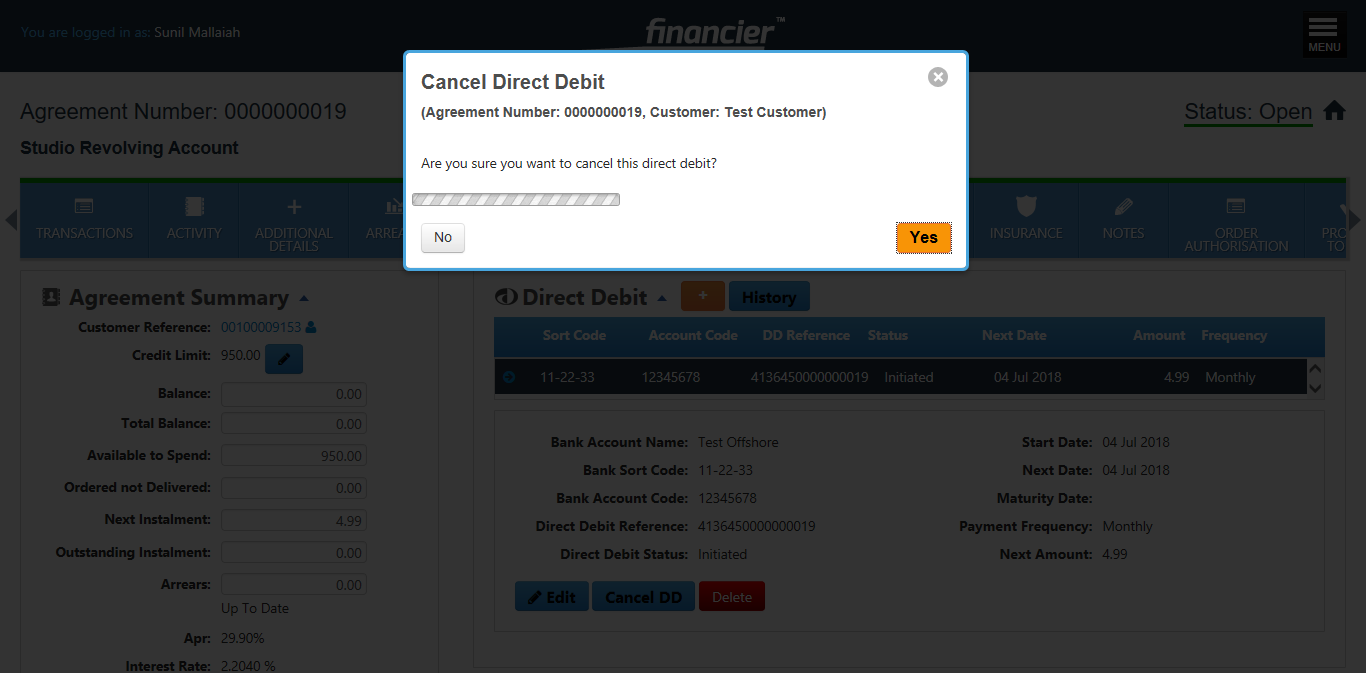 You are logged in as: Sunil Mallaiah
financier™
MENU
Cancel Direct Debit
(Agreement Number: 0000000019, Customer: Test Customer)
Are you sure you want to cancel this direct debit?
No
Yes
Agreement Number: 0000000019
Status: Open
Studio Revolving Account
TRANSACTIONS
ACTIVITY
ADDITIONAL
DETAILS
INSURANCE
NOTES
ORDER
AUTHORISATION
Agreement Summary
Customer Reference: 00100009153
Credit Limit: 950.00
Balance: 0.00
Total Balance: 0.00
Available to Spend: 950.00
Ordered not Delivered: 0.00
Next Instalment: 4.99
Outstanding Instalment: 0.00
Arrears: 0.00
Up To Date
Apr: 29.90%
Interest Rate: 2.2040 %
Direct Debit
+
History
Sort Code Account Code DD Reference Status Next Date Amount Frequency
11-22-33 12345678 4136450000000019 Initiated 04 Jul 2018 4.99 Monthly
Bank Account Name: Test Offshore
Bank Sort Code: 11-22-33
Bank Account Code: 12345678
Direct Debit Reference: 4136450000000019
Direct Debit Status: Initiated
Start Date: 04 Jul 2018
Next Date: 04 Jul 2018
Maturity Date:
Payment Frequency: Monthly
Next Amount: 4.99
Edit
Cancel DD
Delete